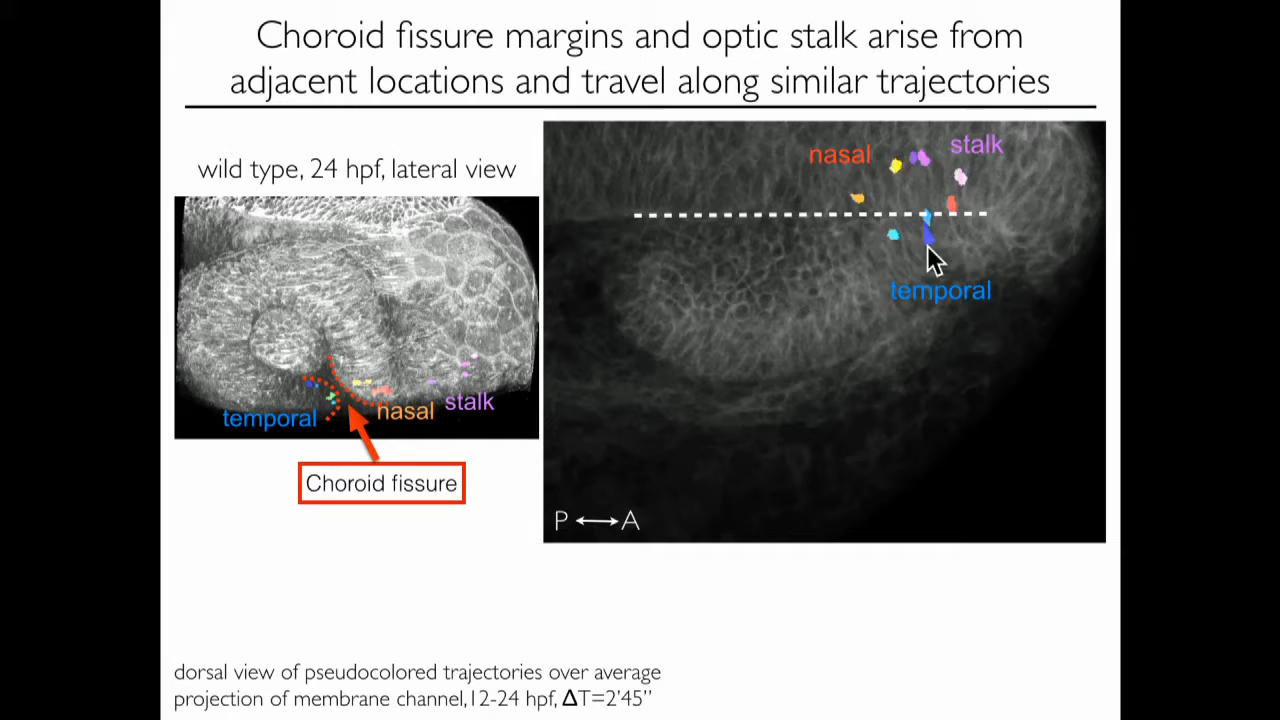 Choroid fissure margins and optic stalk arise from
adjacent locations and travel along similar trajectories
wild type, 24 hpf, lateral view
temporal
nasal
stalk
Choroid fissure
nasal
stalk
temporal
P ⟷ A
dorsal view of pseudocolored trajectories over average
projection of membrane channel,12-24 hpf, ΔT=2'45”